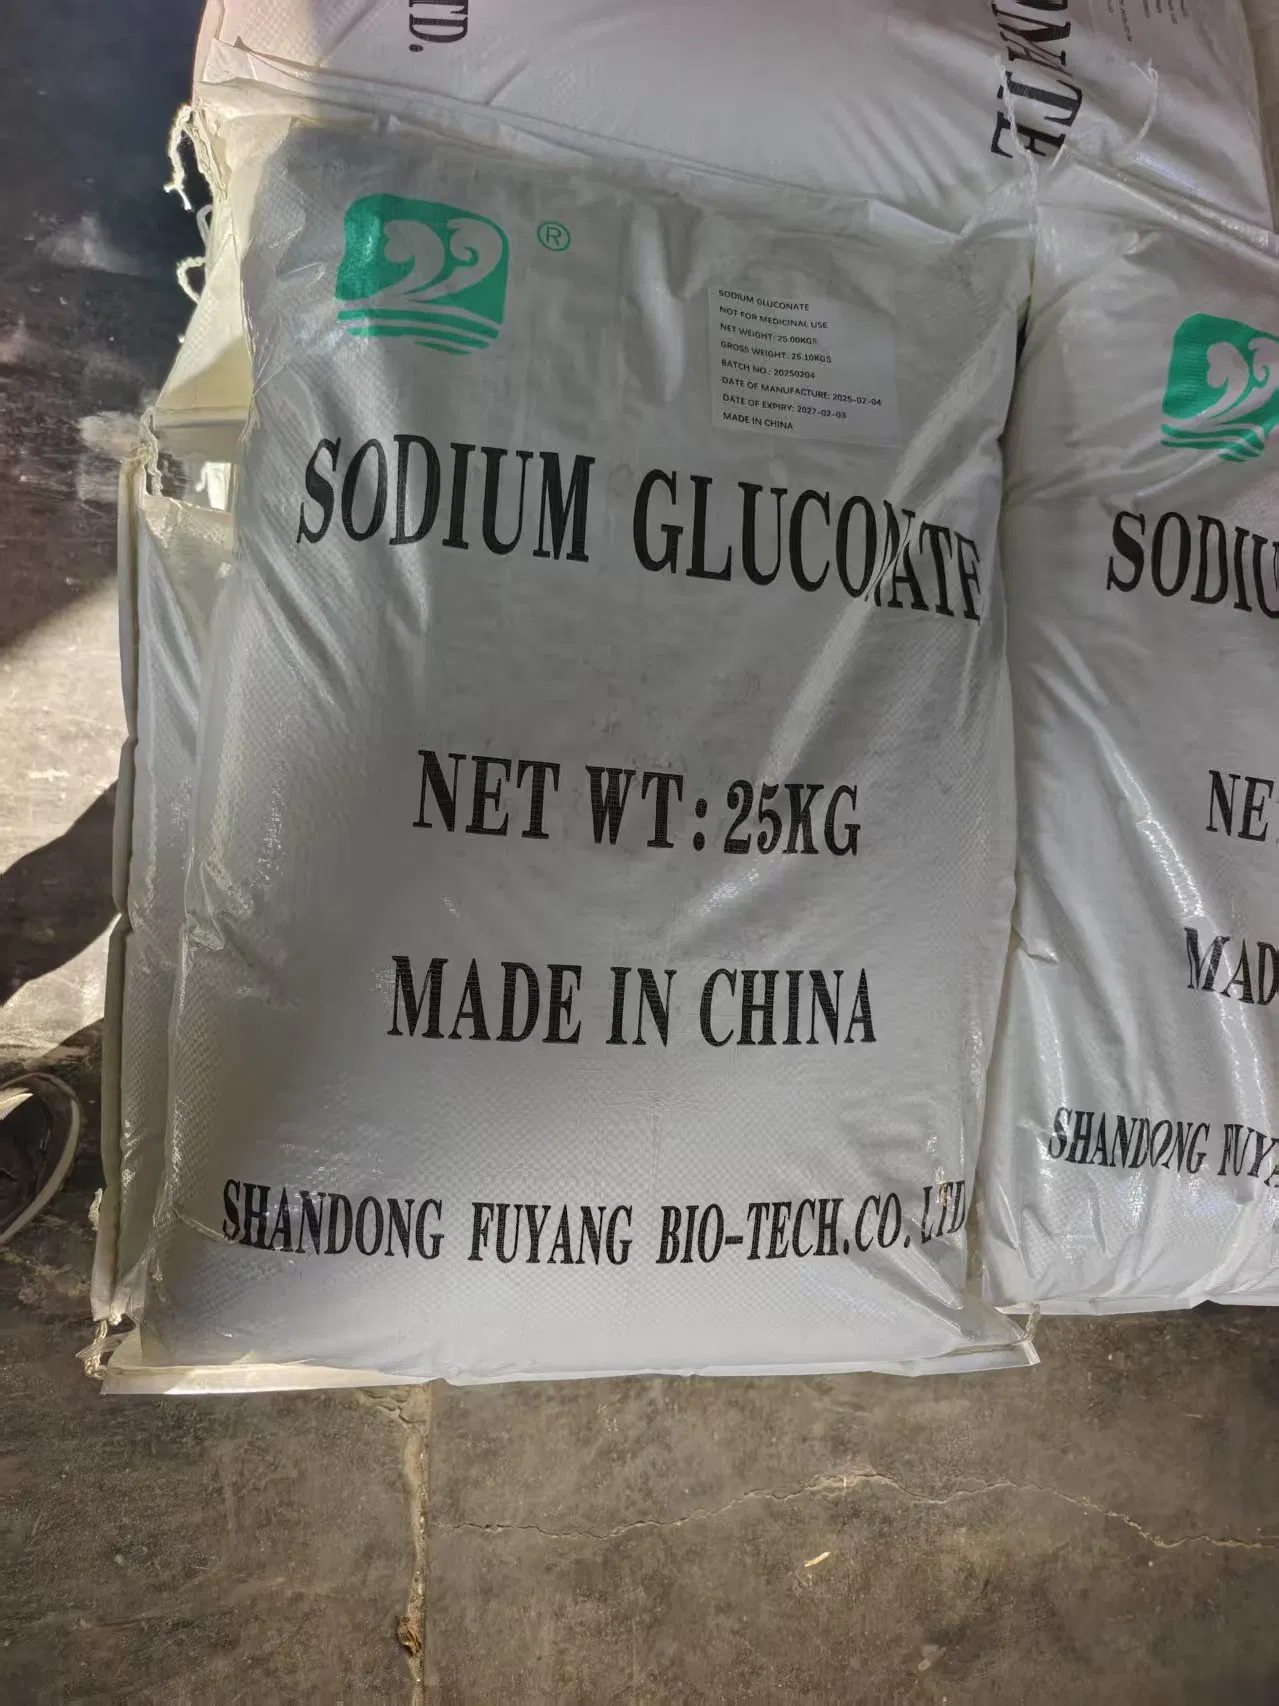 TD.
ONATE
®
SODIUM GLUCONATE
NOT FOR MEDICINAL USE
NET WEIGHT: 25.00KGS
GROSS WEIGHT: 25.10KGS
BATCH NO.: 20250204
DATE OF MANUFACTURE: 2025-02-04
DATE OF EXPIRY: 2027-02-03
MADE IN CHINA
SODIUM GLUCONATE
NET WT: 25KG
MADE IN CHINA
SHANDONG FUYANG BIO-TECH.CO. LTD
SODIU
NE
MAD
SHANDONG FUYA